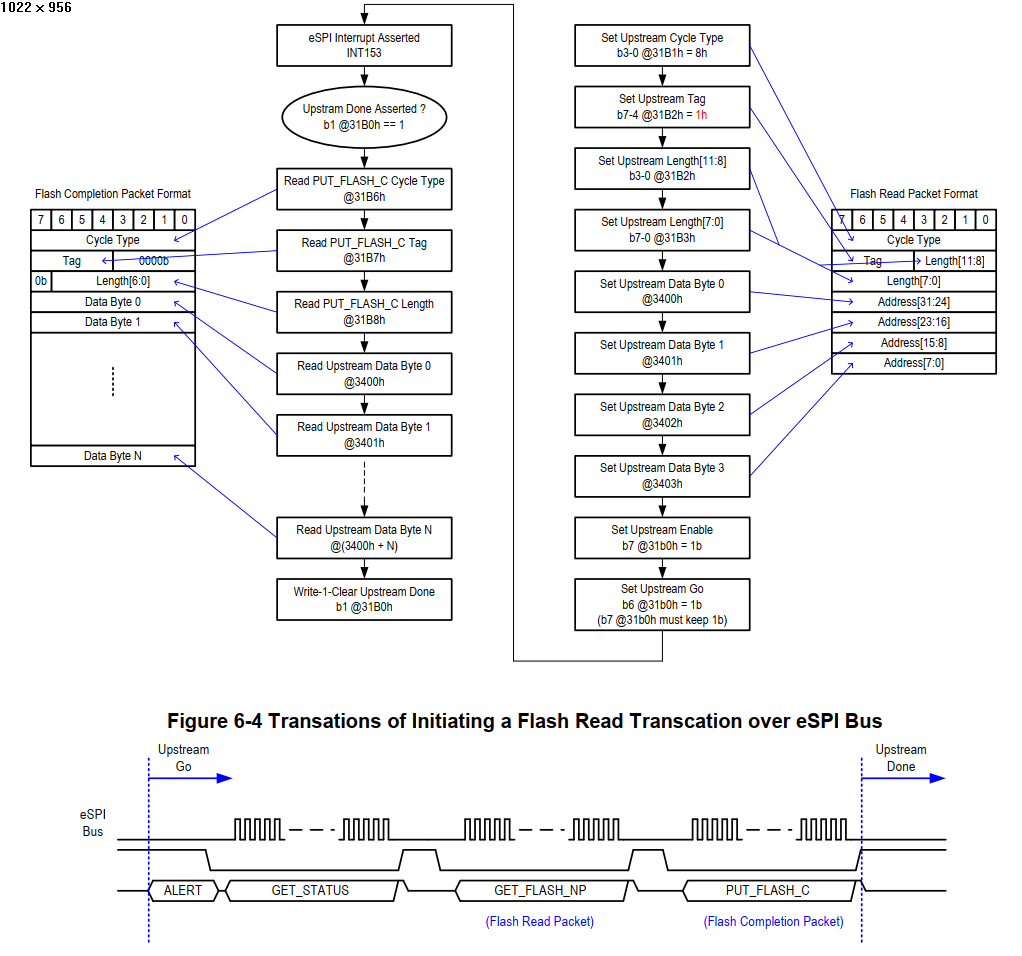 1022 × 956
eSPI Interrupt Asserted
INT153
Upstram Done Asserted ?
b1 @31B0h == 1
Read PUT_FLASH_C Cycle Type
@31B6h
Read PUT_FLASH_C Tag
@31B7h
Read PUT_FLASH_C Length
@31B8h
Read Upstream Data Byte 0
@3400h
Read Upstream Data Byte 1
@3401h
Read Upstream Data Byte N
@(3400h + N)
Write-1-Clear Upstream Done
b1 @31B0h
Flash Completion Packet Format
7 6 5 4 3 2 1 0
Cycle Type
Tag 0000b
0b Length[6:0]
Data Byte 0
Data Byte 1
Data Byte N
Set Upstream Cycle Type
b3-0 @31B1h = 8h
Set Upstream Tag
b7-4 @31B2h = 1h
Set Upstream Length[11:8]
b3-0 @31B2h
Set Upstream Length[7:0]
b7-0 @31B3h
Set Upstream Data Byte 0
@3400h
Set Upstream Data Byte 1
@3401h
Set Upstream Data Byte 2
@3402h
Set Upstream Data Byte 3
@3403h
Set Upstream Enable
b7 @31b0h = 1b
Set Upstream Go
b6 @31b0h = 1b
(b7 @31b0h must keep 1b)
Flash Read Packet Format
7 6 5 4 3 2 1 0
Cycle Type
Tag Length[11:8]
Length[7:0]
Address[31:24]
Address[23:16]
Address[15:8]
Address[7:0]
Figure 6-4 Transations of Initiating a Flash Read Transcation over eSPI Bus
Upstream
Go
Upstream
Done
eSPI
Bus
ALERT GET_STATUS GET_FLASH_NP PUT_FLASH_C
(Flash Read Packet) (Flash Completion Packet)